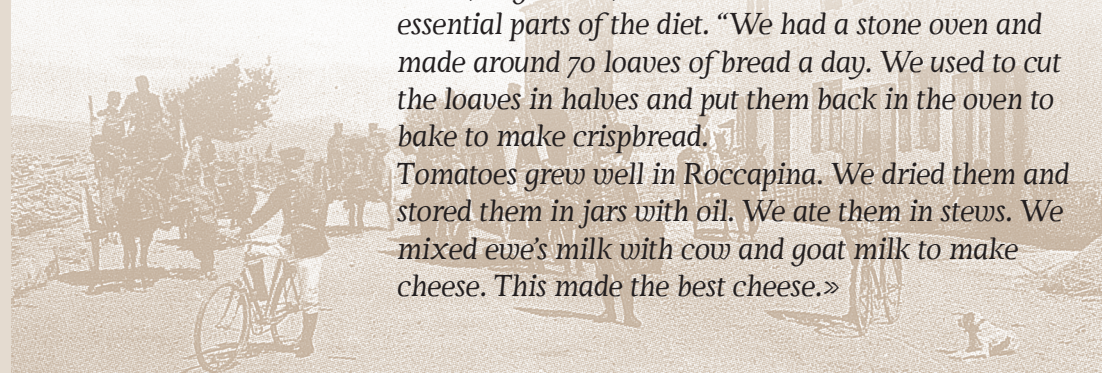 essential parts of the diet. “We had a stone oven and
made around 70 loaves of bread a day. We used to cut
the loaves in halves and put them back in the oven to
bake to make crispbread.
Tomatoes grew well in Roccapina. We dried them and
stored them in jars with oil. We ate them in stews. We
mixed ewe’s milk with cow and goat milk to make
cheese. This made the best cheese.»